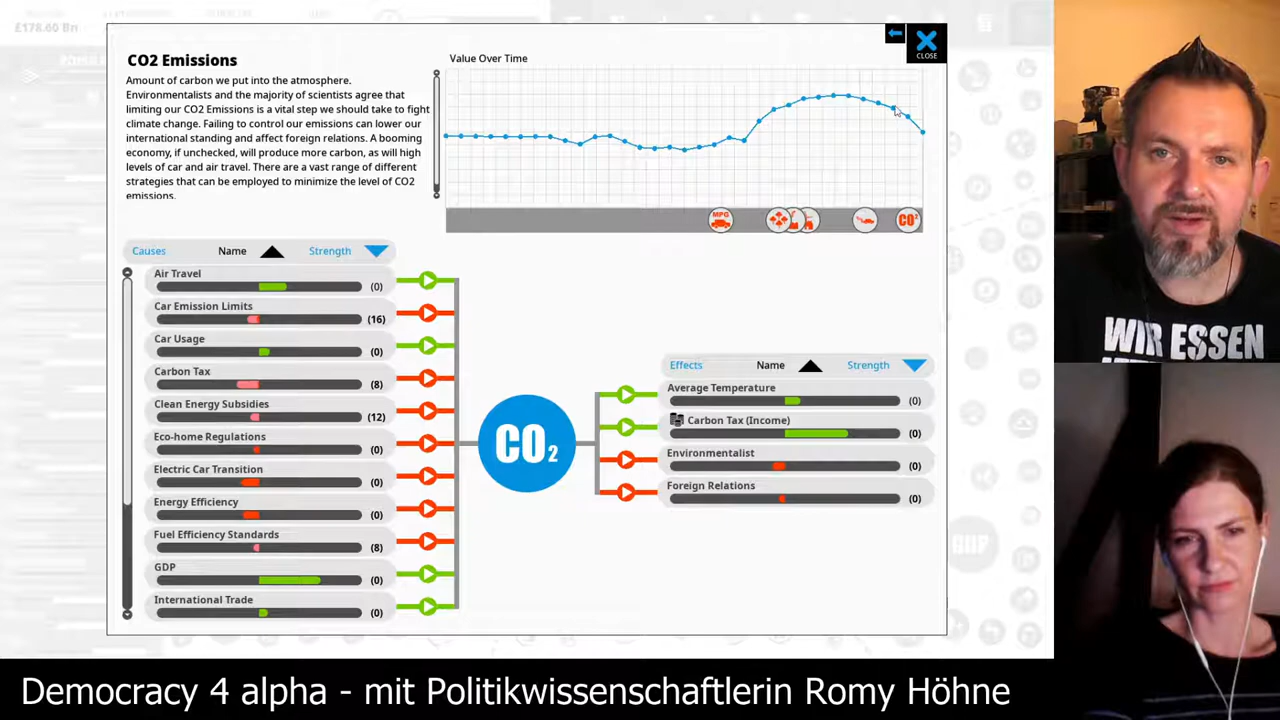 £178.60 Bn
CLOSE
CO2 Emissions
Value Over Time
Amount of carbon we put into the atmosphere.
Environmentalists and the majority of scientists agree that
limiting our CO2 Emissions is a vital step we should take to fight
climate change. Failing to control our emissions can lower our
international standing and affect foreign relations. A booming
economy, if unchecked, will produce more carbon, as will high
levels of car and air travel. There are a vast range of different
strategies that can be employed to minimize the level of CO2
emissions.
MPG
CO²
Causes Name Strength
Air Travel
(0)
Car Emission Limits
(16)
Car Usage
(0)
Carbon Tax
(8)
Clean Energy Subsidies
(12)
Eco-home Regulations
(0)
Electric Car Transition
(0)
Energy Efficiency
(0)
Fuel Efficiency Standards
(8)
GDP
(0)
International Trade
(0)
CO2
Effects Name Strength
Average Temperature
(0)
Carbon Tax (Income)
(0)
Environmentalist
(0)
Foreign Relations
(0)
GDP
WIR ESSEN
Democracy 4 alpha - mit Politikwissenschaftlerin Romy Höhne